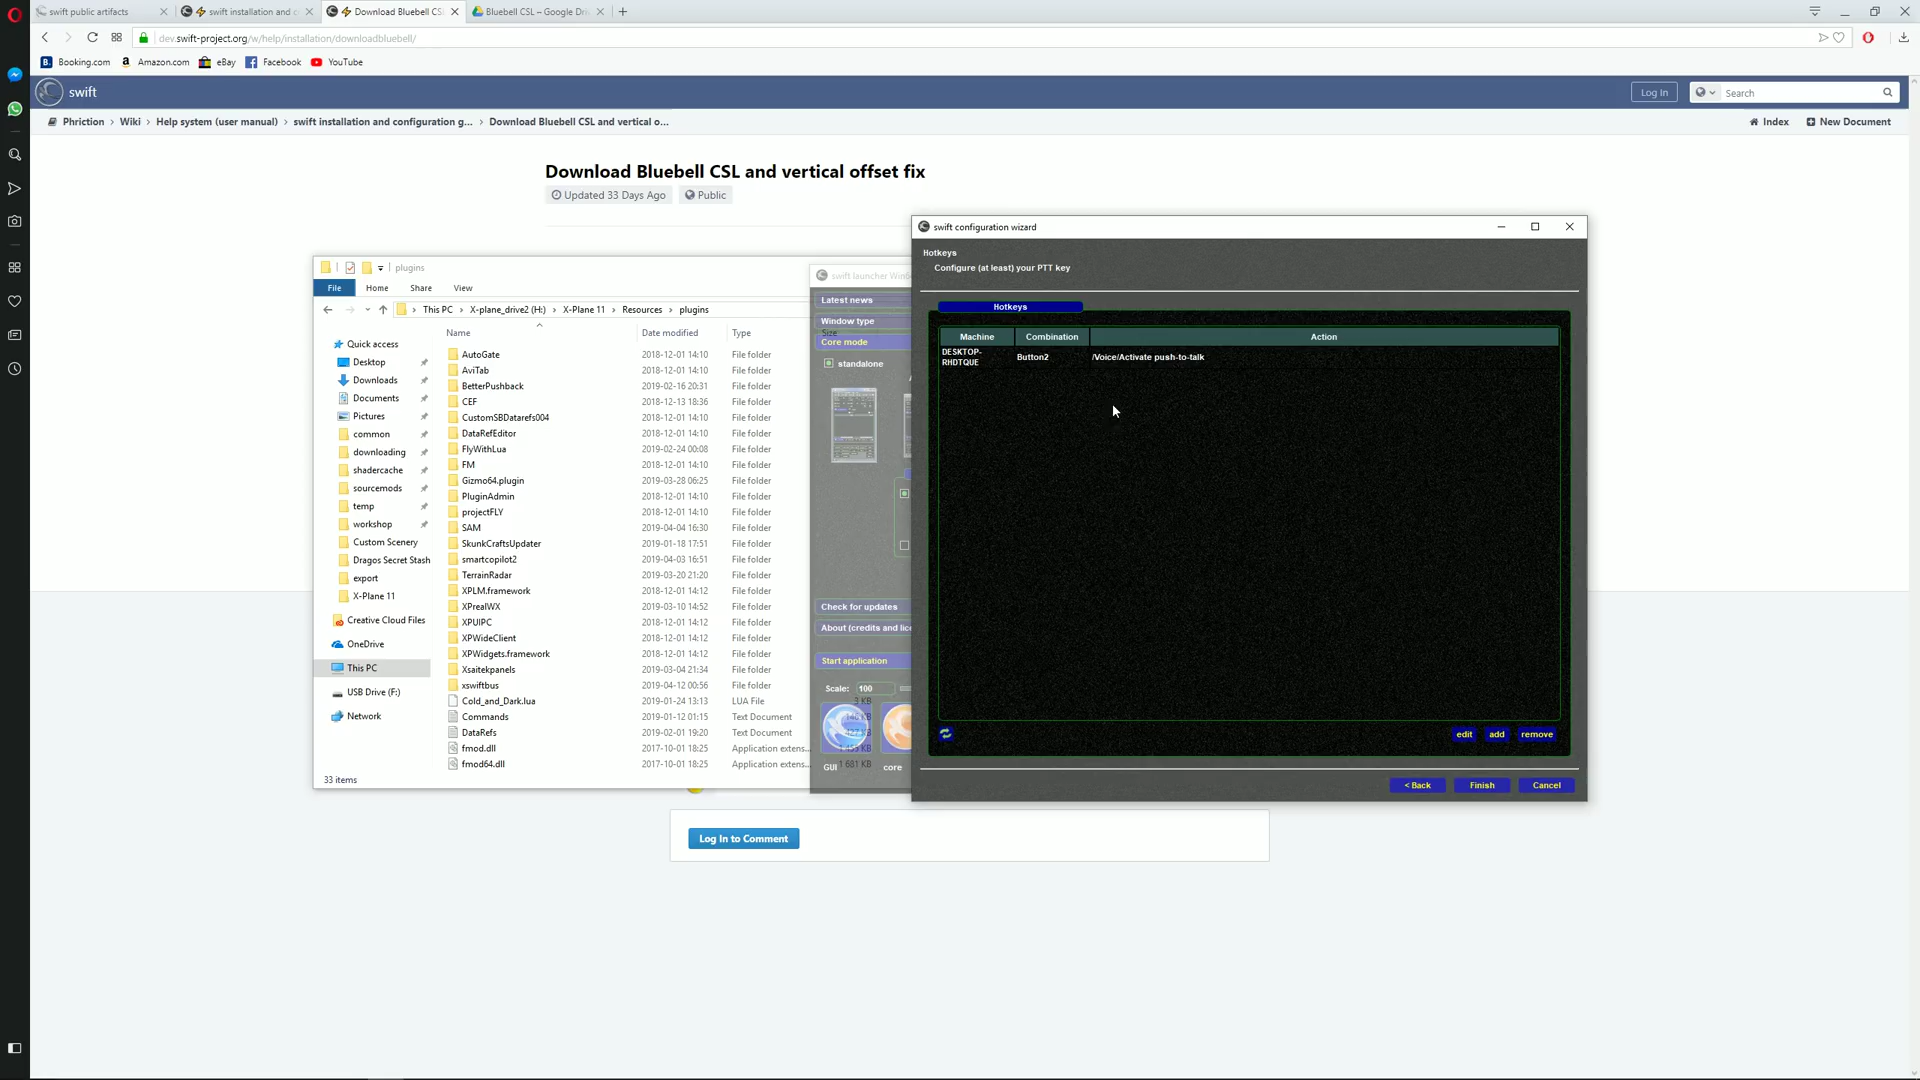 swift public artifacts
swift installation and c
Download Bluebell CS
Bluebell CSL – Google Dri
dev.swift-project.org/w/help/installation/downloadbluebell/
Booking.com
Amazon.com
eBay
Facebook
YouTube
swift
Log In
Search
Phriction > Wiki > Help system (user manual) > swift installation and configuration g... > Download Bluebell CSL and vertical o...
Index
New Document
Download Bluebell CSL and vertical offset fix
Updated 33 Days Ago
Public
plugins
File Home Share View
This PC > X-plane_drive2 (H:) > X-Plane 11 > Resources > plugins
Name Date modified Type Size
Quick access
Desktop
Downloads
Documents
Pictures
common
downloading
shadercache
sourcemods
temp
workshop
Custom Scenery
Dragos Secret Stash
export
X-Plane 11
Creative Cloud Files
OneDrive
This PC
USB Drive (F:)
Network
AutoGate 2018-12-01 14:10 File folder
AviTab 2018-12-01 14:10 File folder
BetterPushback 2019-02-16 20:31 File folder
CEF 2018-12-13 18:36 File folder
CustomSBDatarefs004 2018-12-01 14:10 File folder
DataRefEditor 2018-12-01 14:10 File folder
FlyWithLua 2019-02-24 00:08 File folder
FM 2018-12-01 14:10 File folder
Gizmo64.plugin 2019-03-28 06:25 File folder
PluginAdmin 2018-12-01 14:10 File folder
projectFLY 2018-12-01 14:10 File folder
SAM 2019-04-04 16:30 File folder
SkunkCraftsUpdater 2019-01-18 17:51 File folder
smartcopilot2 2019-04-03 16:51 File folder
TerrainRadar 2019-03-20 21:20 File folder
XPLM.framework 2018-12-01 14:12 File folder
XPrealWX 2019-03-10 14:52 File folder
XPUIPC 2018-12-01 14:12 File folder
XPWideClient 2018-12-01 14:12 File folder
XPWidgets.framework 2018-12-01 14:12 File folder
Xsaitekpanels 2019-03-04 21:34 File folder
xswiftbus 2019-04-12 00:56 File folder
Cold_and_Dark.lua 2019-01-24 13:13 LUA File 3 KB
Commands 2019-01-12 01:15 Text Document
DataRefs 2019-02-01 19:20 Text Document
fmod.dll 2017-10-01 18:25 Application extens...
fmod64.dll 2017-10-01 18:25 Application extens... 1 681 KB
33 items
swift launcher Win6
Latest news
Window type
Core mode
standalone
Check for updates
About (credits and lice
Start application
Scale: 100
GUI
core
swift configuration wizard
Hotkeys
Configure (at least) your PTT key
Hotkeys
Machine Combination Action
DESKTOP-
RHDTQUE
Button2 /Voice/Activate push-to-talk
edit add remove
< Back Finish Cancel
Log In to Comment